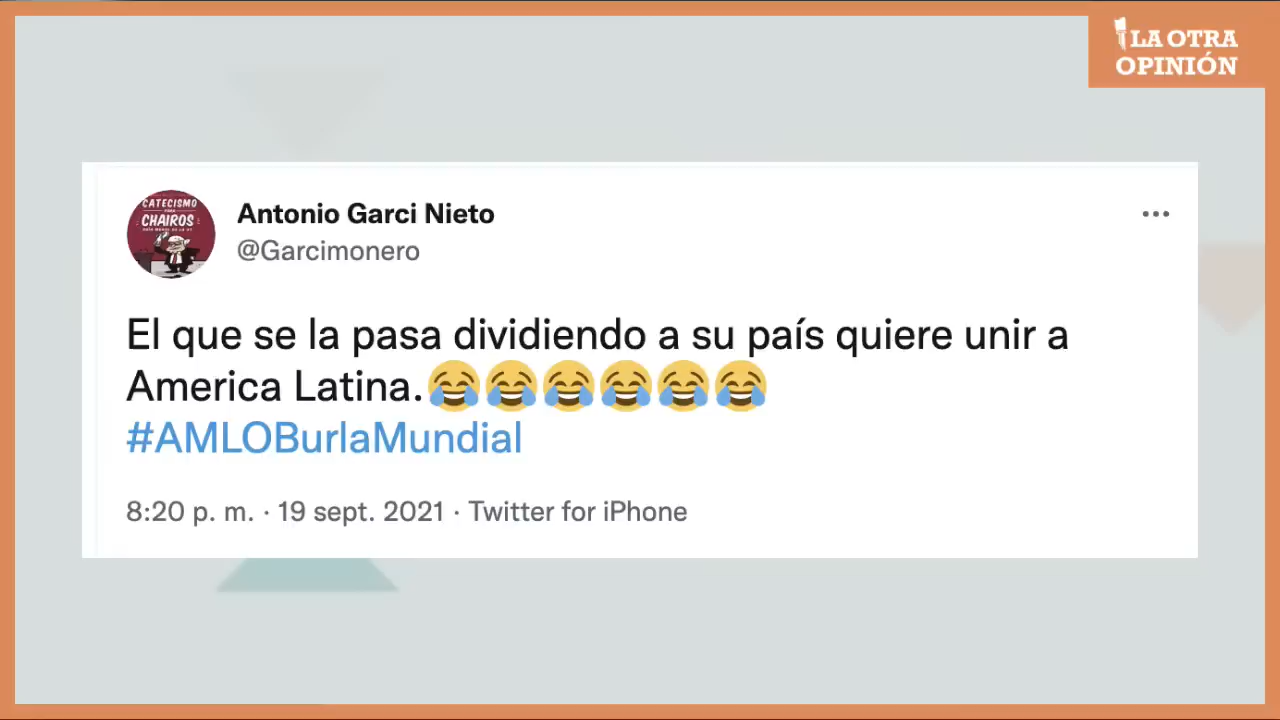 LA OTRA
OPINIÓN
CATECISMO
PARA
CHAIROS
Antonio Garci Nieto
@Garcimonero
El que se la pasa dividiendo a su país quiere unir a
America Latina.😂😂😂😂😂😂
#AMLOBurlaMundial
8:20 p. m. · 19 sept. 2021 · Twitter for iPhone